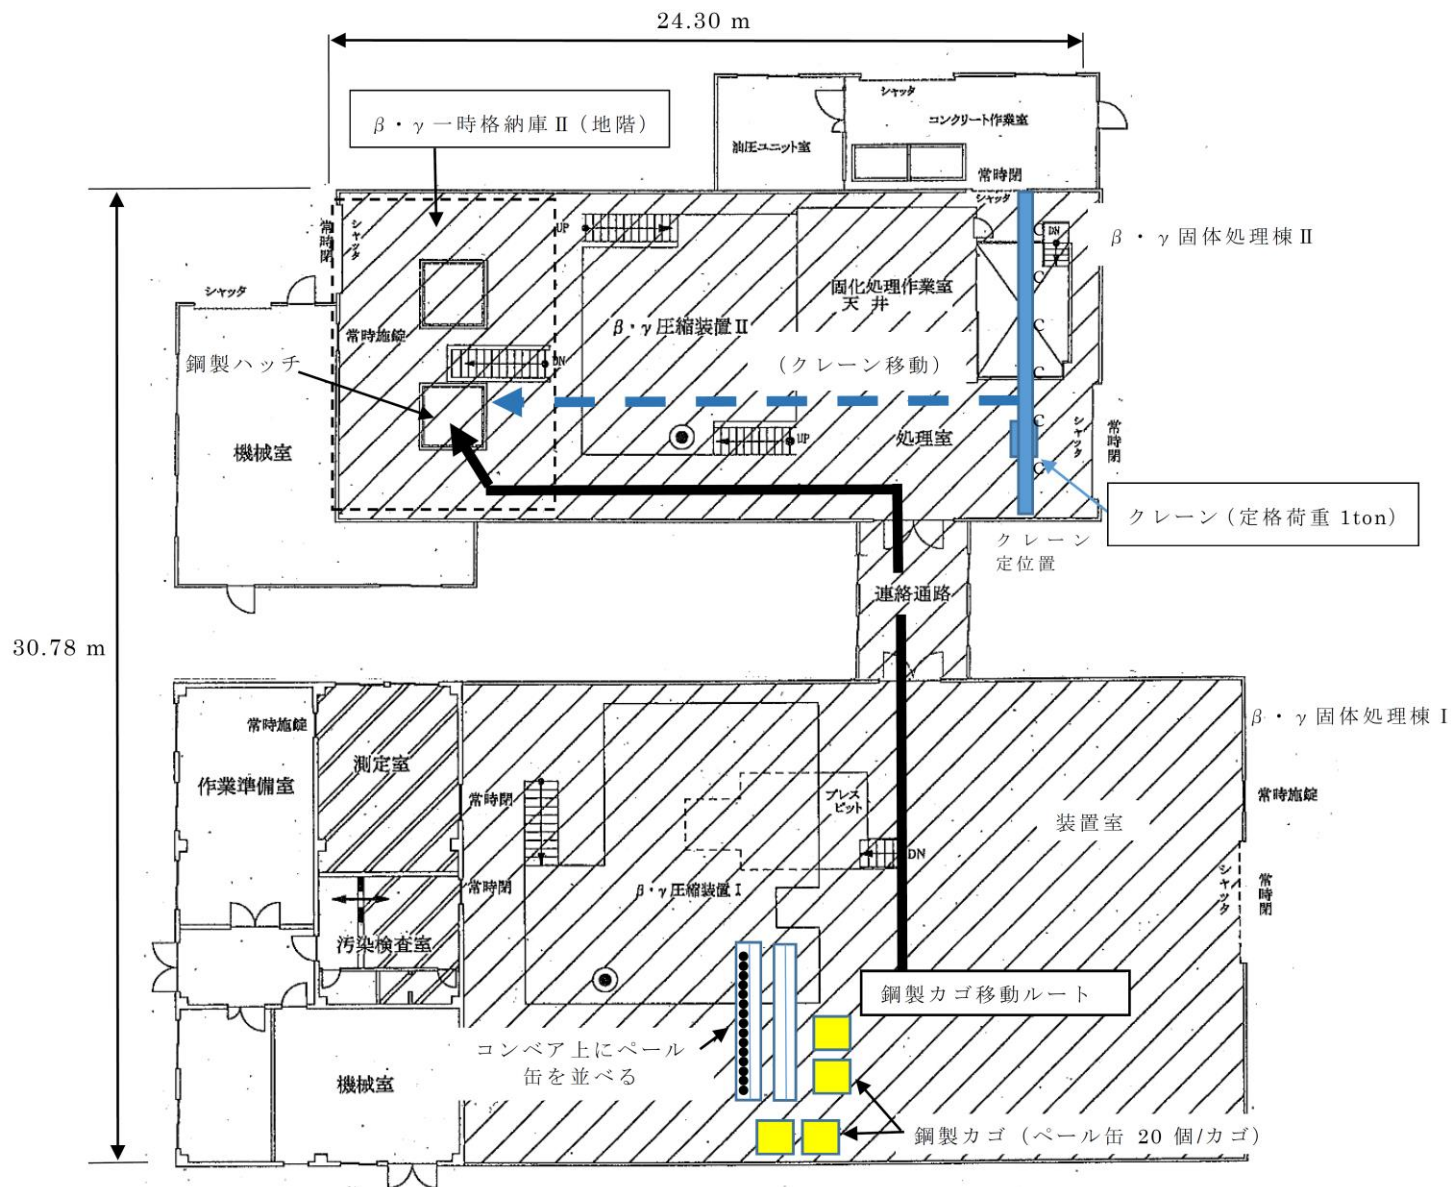 24.30 m
β・γ一時格納庫Ⅱ（地階）
シャッタ
コンクリート作業室
油圧ユニット室
常時閉
シャッタ
常時閉
シャッタ
UP
C
DN
β・γ固体処理棟Ⅱ
C
シャッタ
固化処理作業室
天井
β・γ圧縮装置Ⅱ
C
常時施錠
鋼製ハッチ
DN
（クレーン移動）
C
C
機械室
UP
処理室
シャッタ
常時閉
C
クレーン（定格荷重 1ton）
クレーン
定位置
連絡通路
30.78 m
β・γ固体処理棟Ⅰ
常時施錠
作業準備室
測定室
常時閉
プレス
ピット
装置室
常時施錠
DN
常時閉
β・γ圧縮装置Ⅰ
シャッタ
常時閉
汚染検査室
鋼製カゴ移動ルート
コンベア上にペール
缶を並べる
機械室
鋼製カゴ（ペール缶 20 個/カゴ）